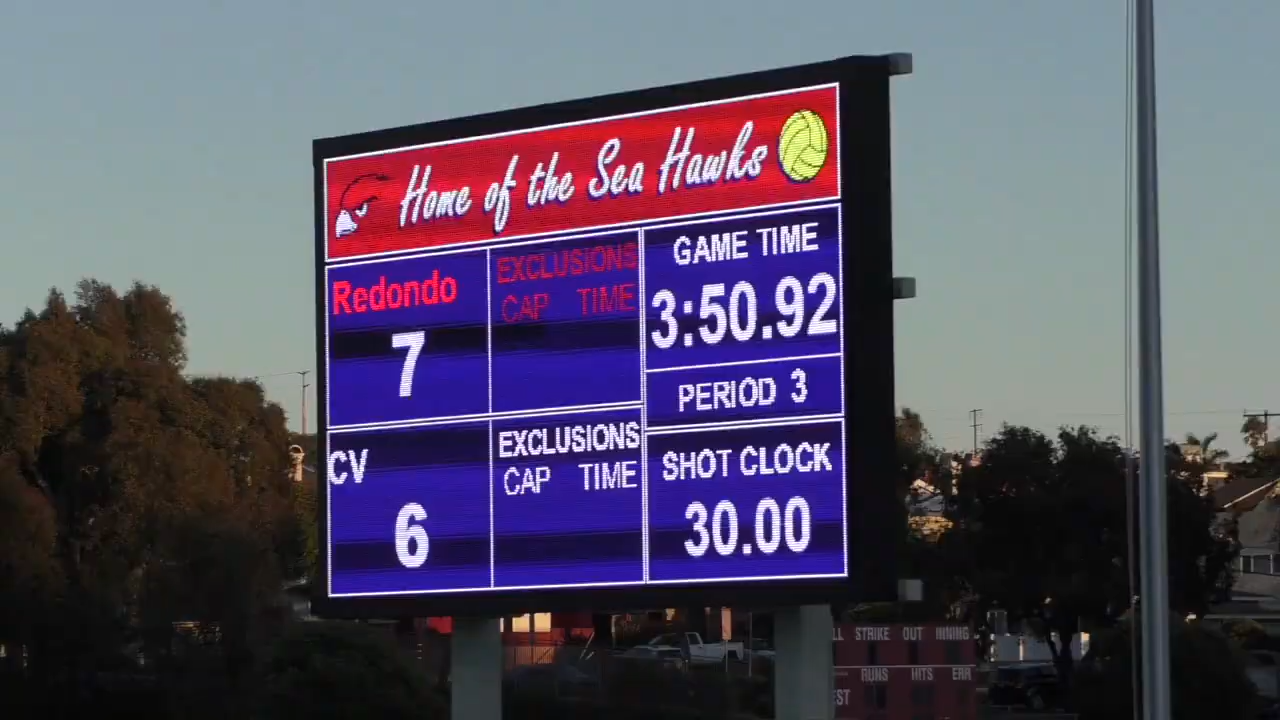 Home of the Sea Hawks
Redondo
7
EXCLUSIONS
CAP TIME
GAME TIME
3:50.92
PERIOD 3
CV
6
EXCLUSIONS
CAP TIME
SHOT CLOCK
30.00
STRIKE OUT INNING
RUNS HITS ERR